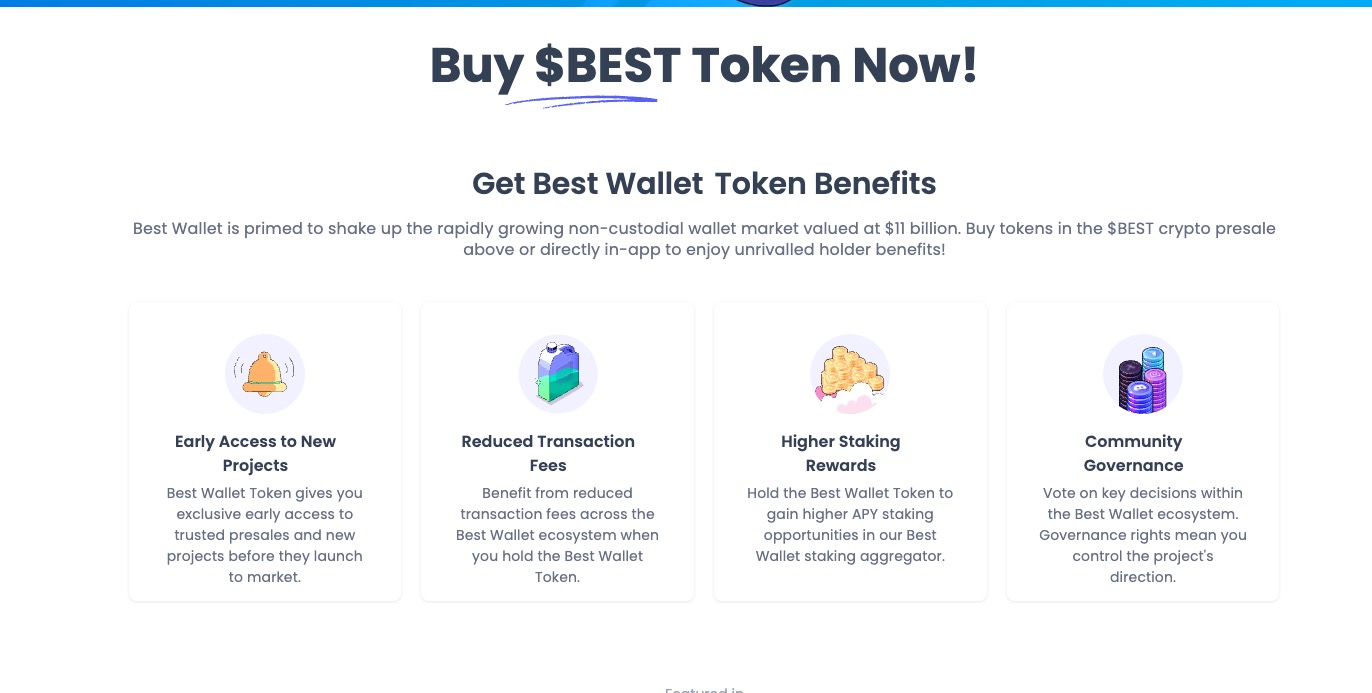 Buy $BEST Token Now!
Get Best Wallet Token Benefits
Best Wallet is primed to shake up the rapidly growing non-custodial wallet market valued at $11 billion. Buy tokens in the $BEST crypto presale
above or directly in-app to enjoy unrivalled holder benefits!
Early Access to New
Projects
Best Wallet Token gives you
exclusive early access to
trusted presales and new
projects before they launch
to market.
Reduced Transaction
Fees
Benefit from reduced
transaction fees across the
Best Wallet ecosystem when
you hold the Best Wallet
Token.
Higher Staking
Rewards
Hold the Best Wallet Token to
gain higher APY staking
opportunities in our Best
Wallet staking aggregator.
Community
Governance
Vote on key decisions within
the Best Wallet ecosystem.
Governance rights mean you
control the project's
direction.
Featured in